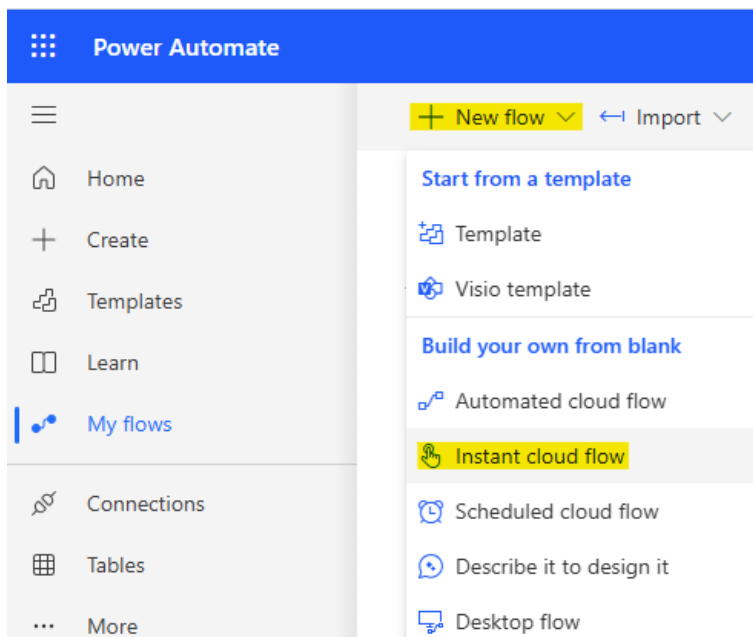 Power Automate
New flow
Import
Home
Create
Templates
Learn
My flows
Connections
Tables
More
Start from a template
Template
Visio template
Build your own from blank
Automated cloud flow
Instant cloud flow
Scheduled cloud flow
Describe it to design it
Desktop flow